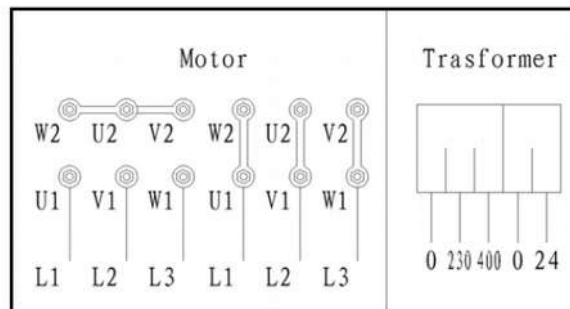 Motor Trasformer
W2 U2 V2 W2 U2 V2
U1 V1 W1 U1 V1 W1
L1 L2 L3 L1 L2 L3
0 230 400 0 24